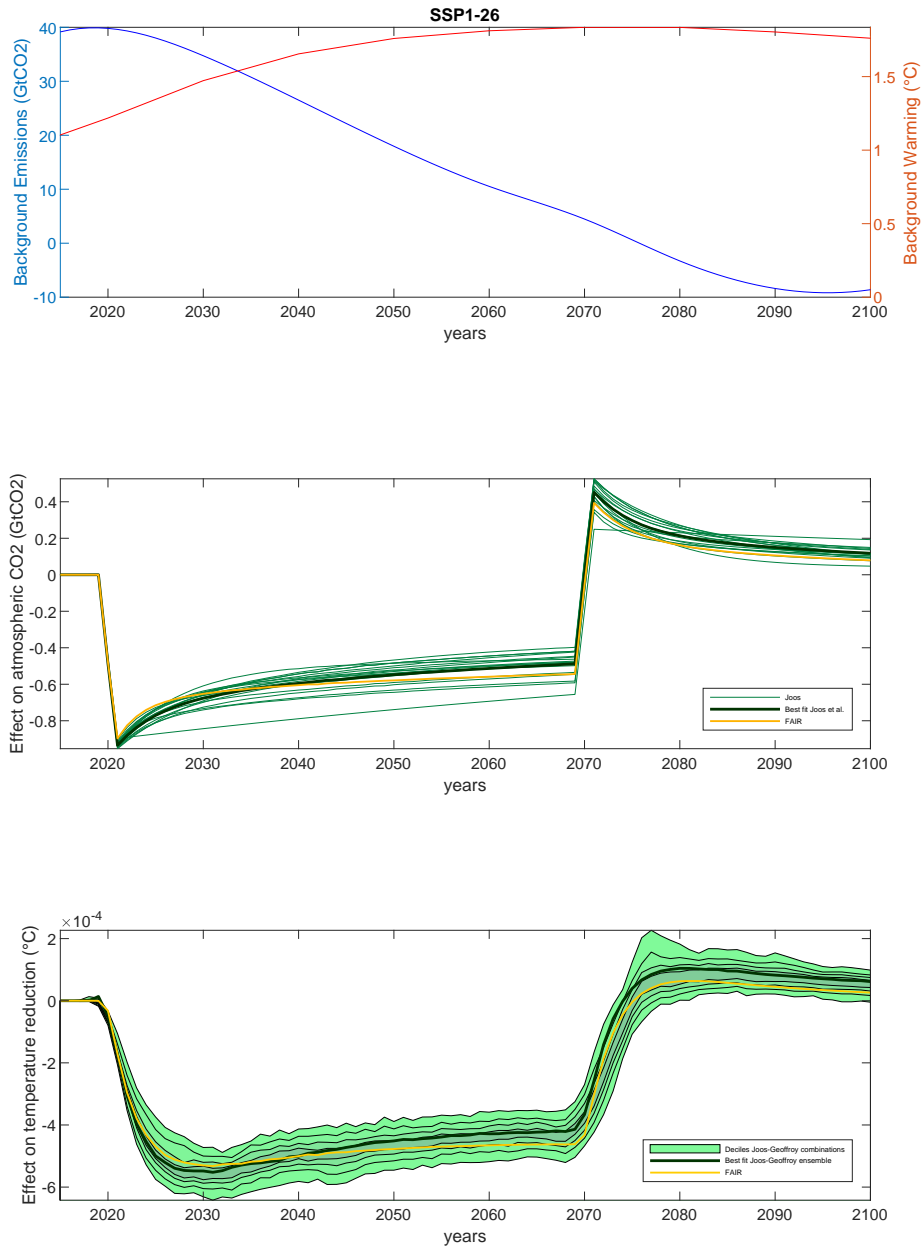 SSP1-26
40
30
20
10
0
-10
Background Emissions (GtCO2)
1.5
1
0.5
0
Background Warming (°C)
2020 2030 2040 2050 2060 2070 2080 2090 2100
years
0.4
0.2
0
-0.2
-0.4
-0.6
-0.8
Effect on atmospheric CO2 (GtCO2)
Joos
Best fit Joos et al.
FAIR
2020 2030 2040 2050 2060 2070 2080 2090 2100
years
×10-4
2
0
-2
-4
-6
Effect on temperature reduction (°C)
Deciles Joos-Geoffroy combinations
Best fit Joos-Geoffroy ensemble
FAIR
2020 2030 2040 2050 2060 2070 2080 2090 2100
years